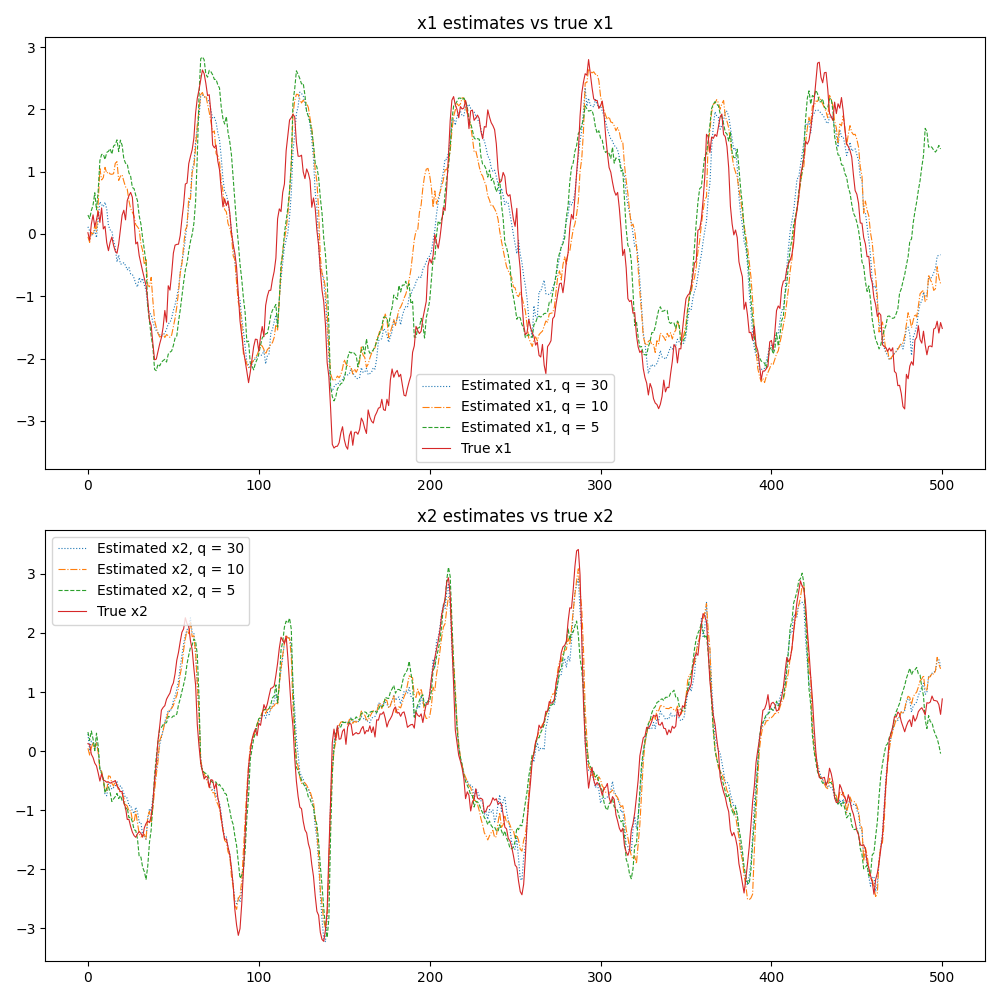 x1 estimates vs true x1
3
2
1
0
−1
−2
−3
Estimated x1, q = 30
Estimated x1, q = 10
Estimated x1, q = 5
True x1
0 100 200 300 400 500
x2 estimates vs true x2
Estimated x2, q = 30
Estimated x2, q = 10
Estimated x2, q = 5
True x2
3
2
1
0
−1
−2
−3
0 100 200 300 400 500